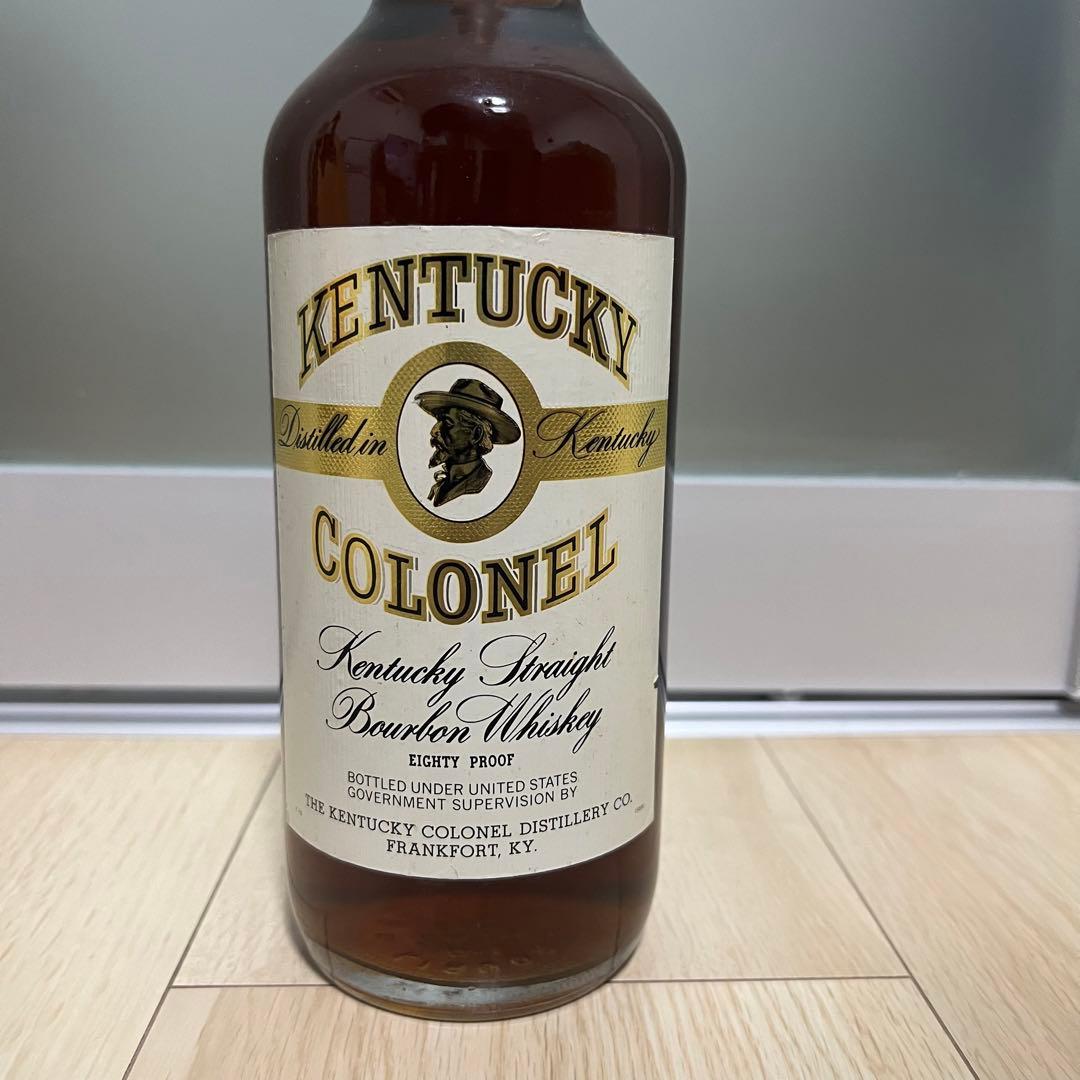 KENTUCKY
Distilled in Kentucky
COLONEL
Kentucky Straight
Bourbon Whiskey
EIGHTY PROOF
BOTTLED UNDER UNITED STATES
GOVERNMENT SUPERVISION BY
THE KENTUCKY COLONEL DISTILLERY CO.
FRANKFORT, KY.